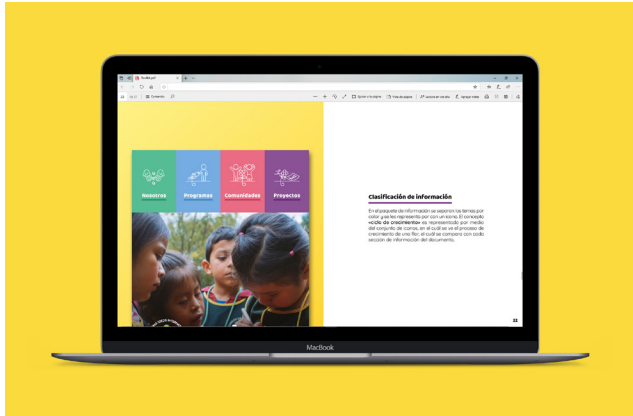 Nosotros
Programas
Comunidades
Proyectos
Clasificación de información
En el paquete de información se separan los temas por
color y se les representa por con un icono. El concepto
«ciclo de crecimiento» es representado por medio
del conjunto de iconos, en el cuál se ve el proceso de
crecimiento de una flor, el cuál se compara con cada
sección de información del documento.
22
MacBook